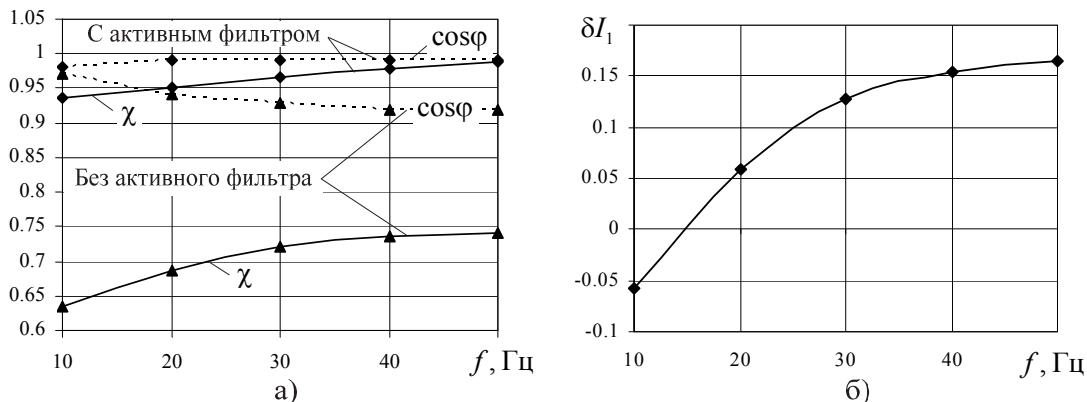 1.05
1
0.95
0.9
0.85
0.8
0.75
0.7
0.65
0.6
С активным фильтром
cosφ
χ
cosφ
Без активного фильтра
χ
10 20 30 40 f, Гц
а)
δI₁
0.15
0.1
0.05
0
-0.05
-0.1
10 20 30 40 f, Гц
б)